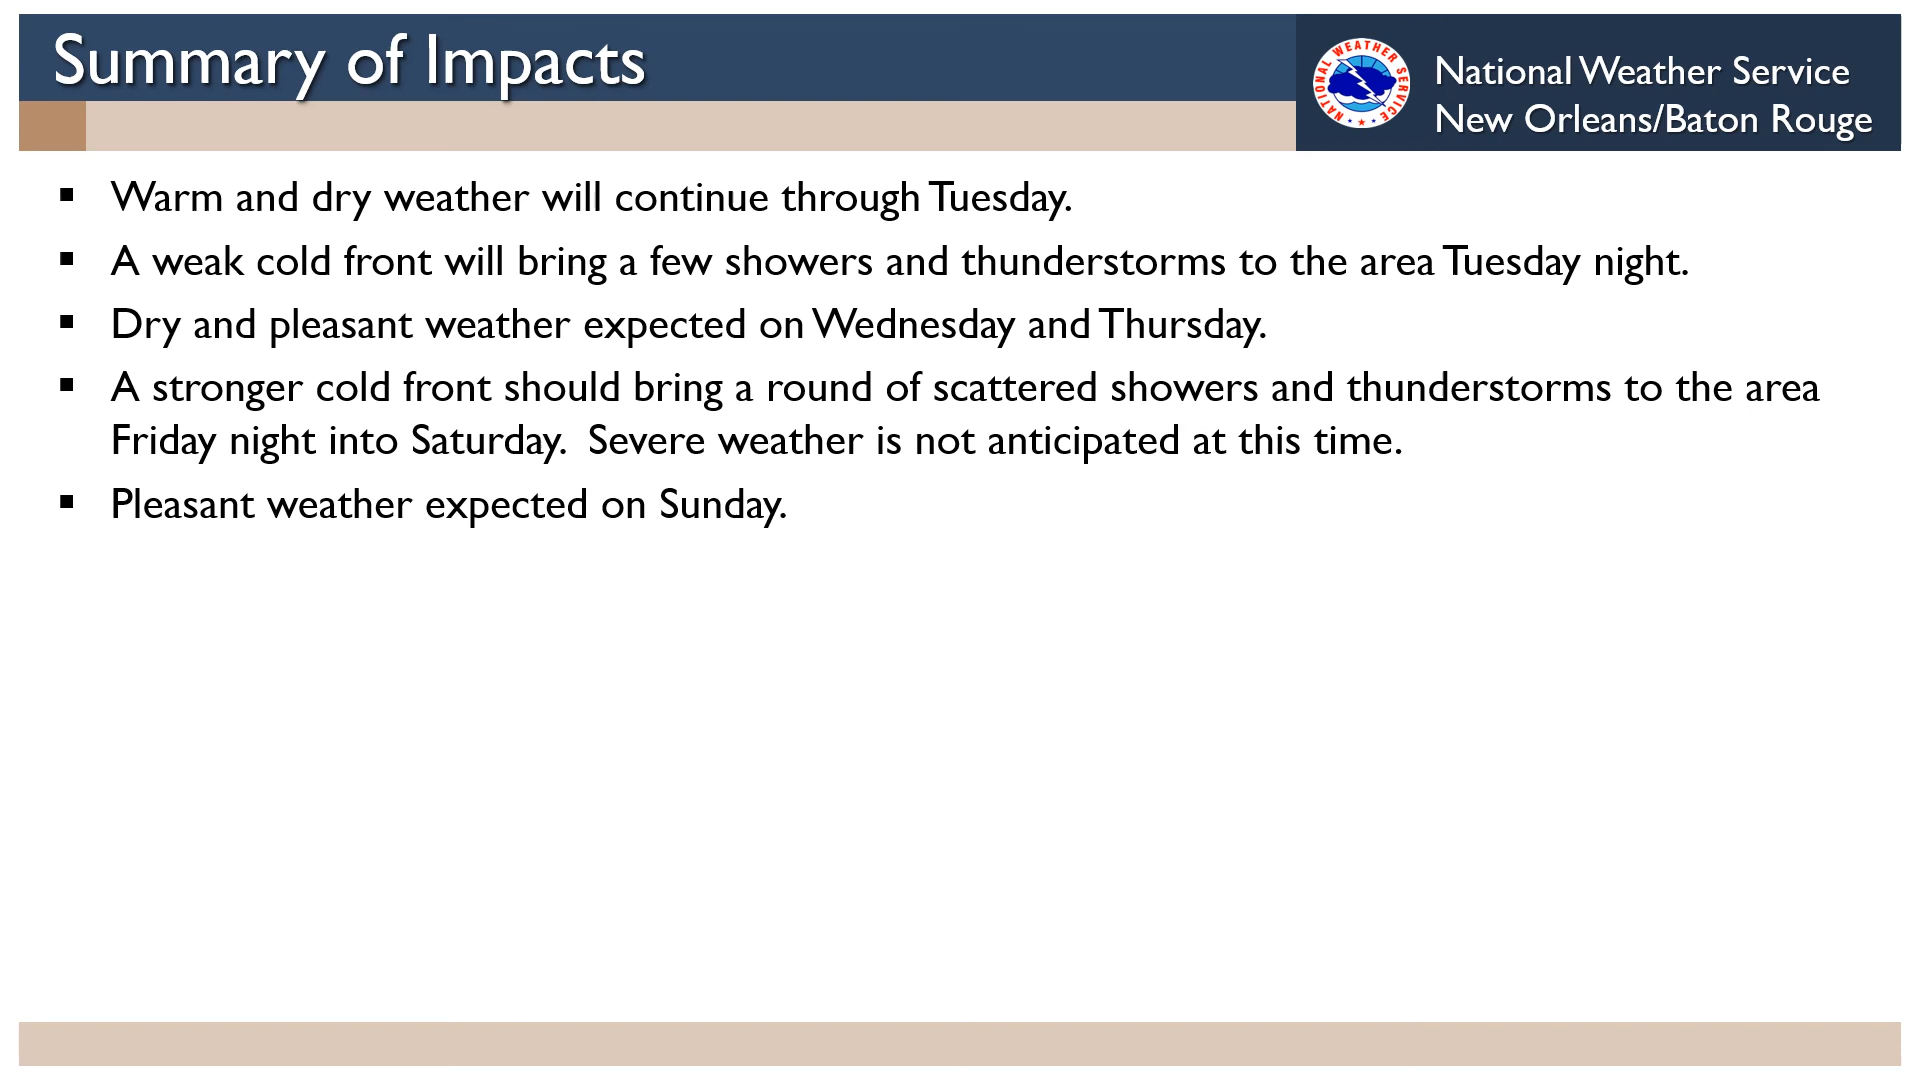 Summary of Impacts
NATIONAL WEATHER SERVICE
National Weather Service
New Orleans/Baton Rouge
▪ Warm and dry weather will continue through Tuesday.
▪ A weak cold front will bring a few showers and thunderstorms to the area Tuesday night.
▪ Dry and pleasant weather expected on Wednesday and Thursday.
▪ A stronger cold front should bring a round of scattered showers and thunderstorms to the area
Friday night into Saturday.  Severe weather is not anticipated at this time.
▪ Pleasant weather expected on Sunday.